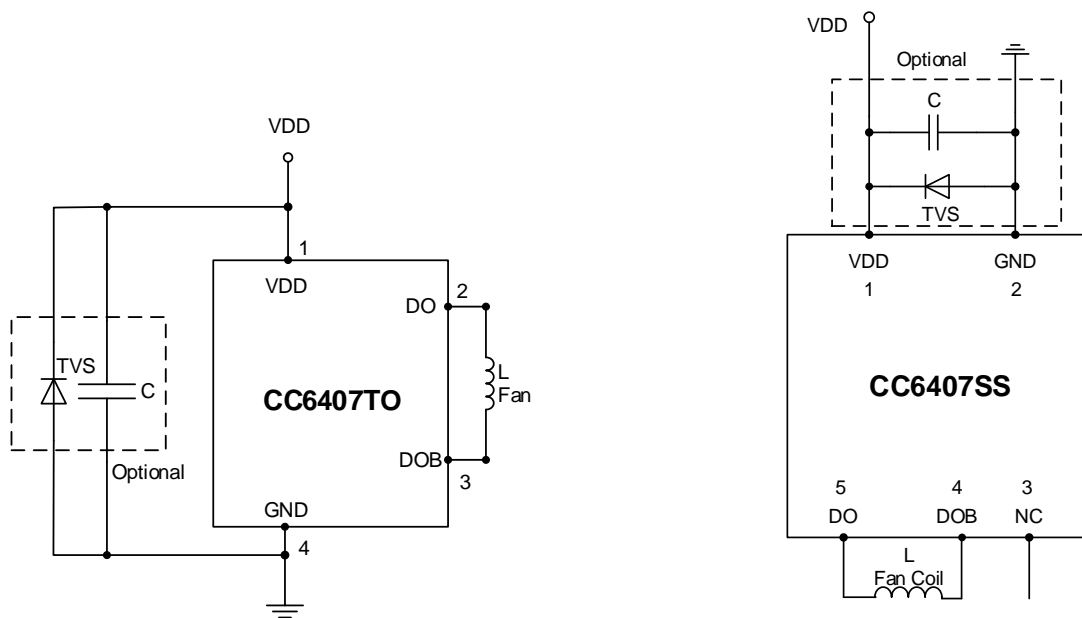 VDD
1
VDD
DO
2
TVS
C
L
Fan
CC6407TO
Optional
DOB
3
GND
4
VDD
Optional
C
TVS
VDD
GND
1
2
CC6407SS
5
4
3
DO
DOB
NC
L
Fan Coil